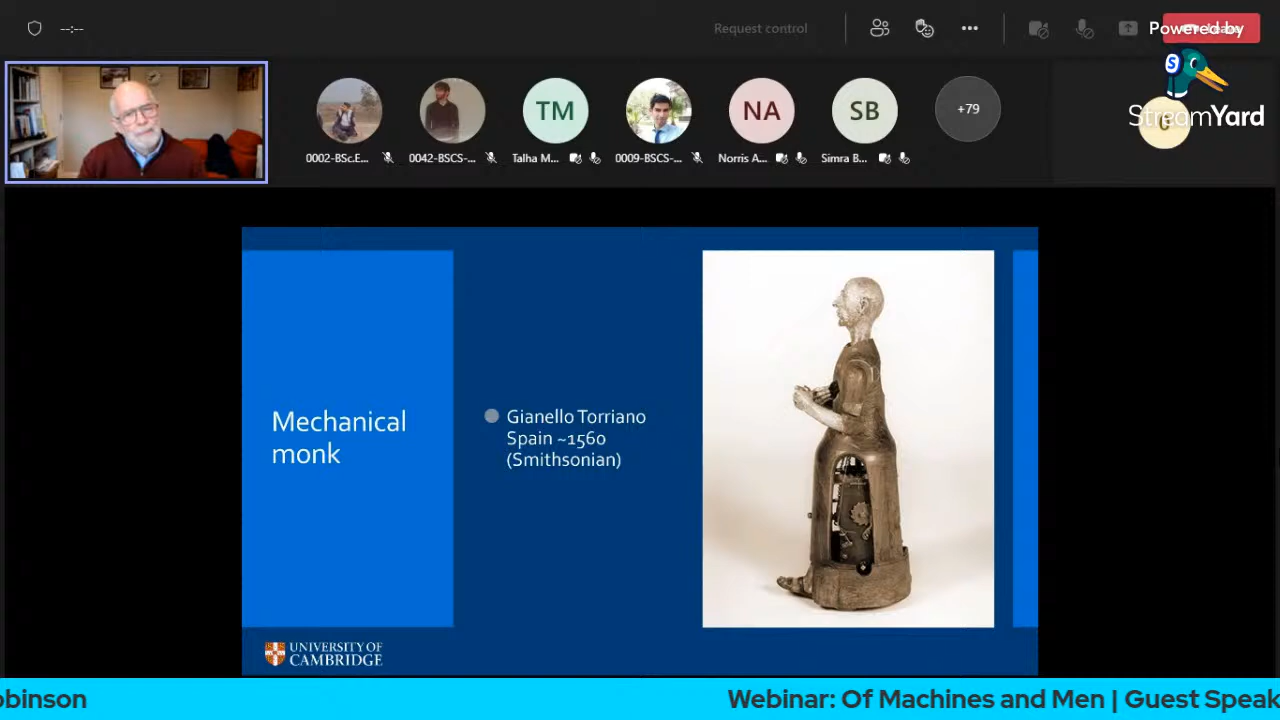 --:--
Request control
Powered by
StreamYard
TM
NA
SB
+79
0002-BSc.E...
0042-BSCS-...
Talha M...
0009-BSCS-...
Norris A...
Simra B...
Mechanical
monk
Gianello Torriano
Spain ~1560
(Smithsonian)
UNIVERSITY OF
CAMBRIDGE
obinson
Webinar: Of Machines and Men | Guest Speak